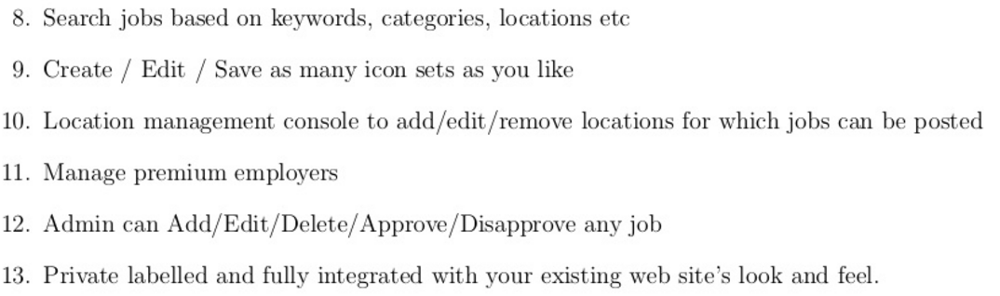 8. Search jobs based on keywords, categories, locations etc
9. Create / Edit / Save as many icon sets as you like
10. Location management console to add/edit/remove locations for which jobs can be posted
11. Manage premium employers
12. Admin can Add/Edit/Delete/Approve/Disapprove any job
13. Private labelled and fully integrated with your existing web site's look and feel.